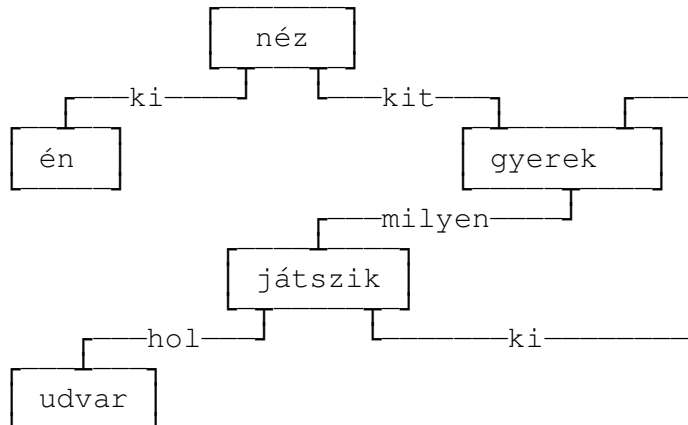 néz
ki kit
én gyerek
milyen
játszik
hol ki
udvar